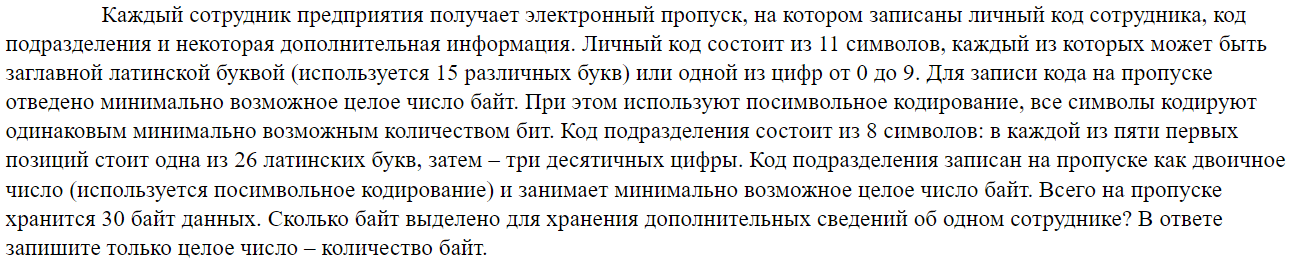 Каждый сотрудник предприятия получает электронный пропуск, на котором записаны личный код сотрудника, код
подразделения и некоторая дополнительная информация. Личный код состоит из 11 символов, каждый из которых может быть
заглавной латинской буквой (используется 15 различных букв) или одной из цифр от 0 до 9. Для записи кода на пропуске
отведено минимально возможное целое число байт. При этом используют посимвольное кодирование, все символы кодируют
одинаковым минимально возможным количеством бит. Код подразделения состоит из 8 символов: в каждой из пяти первых
позиций стоит одна из 26 латинских букв, затем – три десятичных цифры. Код подразделения записан на пропуске как двоичное
число (используется посимвольное кодирование) и занимает минимально возможное целое число байт. Всего на пропуске
хранится 30 байт данных. Сколько байт выделено для хранения дополнительных сведений об одном сотруднике? В ответе
запишите только целое число – количество байт.